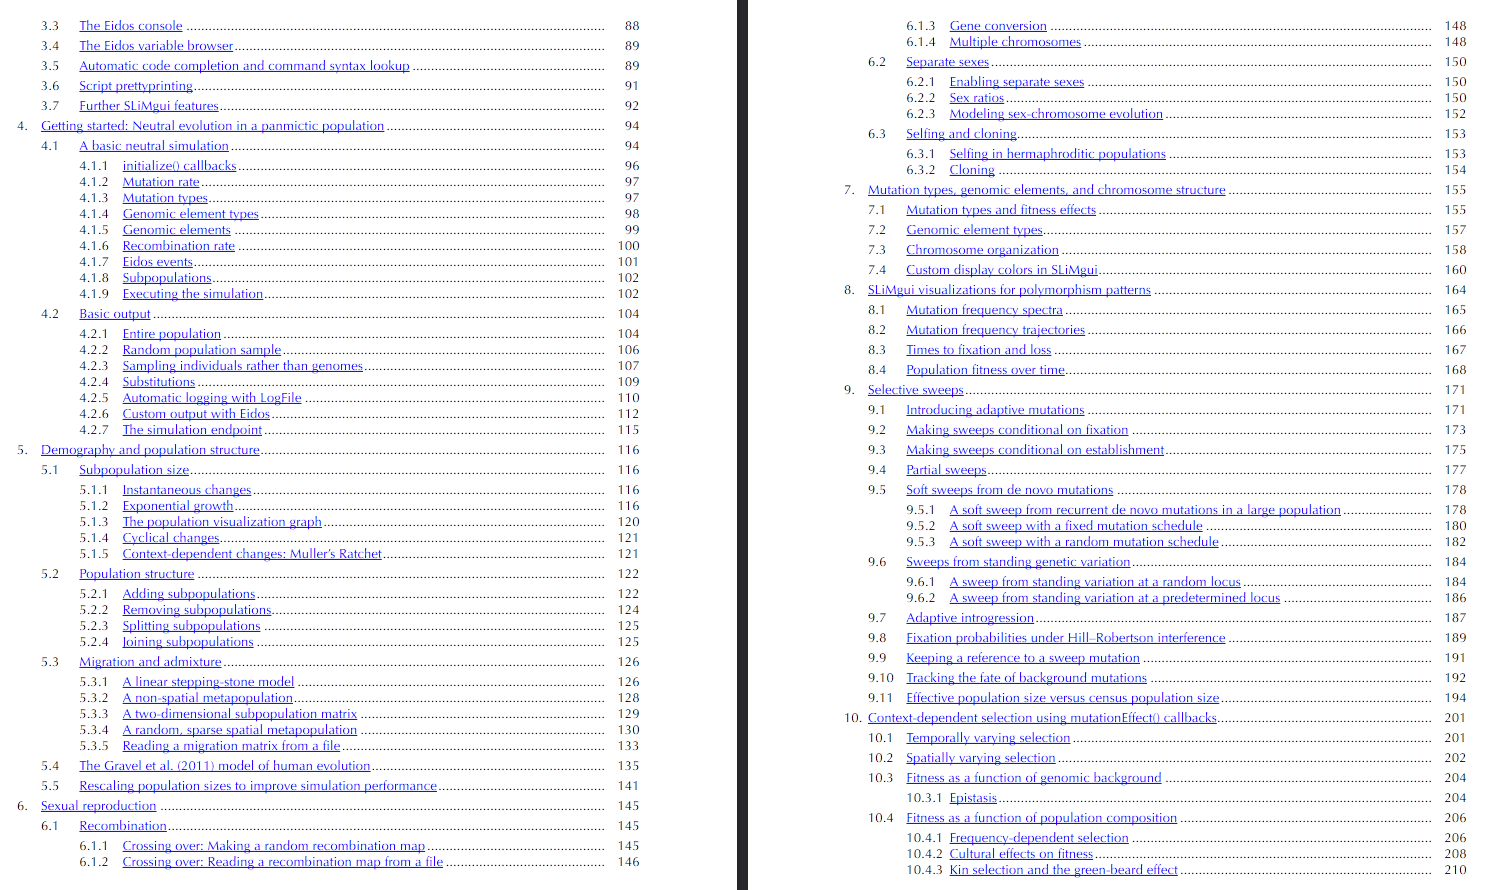 3.3 The Eidos console 88
3.4 The Eidos variable browser 89
3.5 Automatic code completion and command syntax lookup 89
3.6 Script prettyprinting 91
3.7 Further SLiMgui features 92
4. Getting started: Neutral evolution in a panmictic population 94
4.1 A basic neutral simulation 94
4.1.1 initialize() callbacks 96
4.1.2 Mutation rate 97
4.1.3 Mutation types 97
4.1.4 Genomic element types 98
4.1.5 Genomic elements 99
4.1.6 Recombination rate 100
4.1.7 Eidos events 101
4.1.8 Subpopulations 102
4.1.9 Executing the simulation 102
4.2 Basic output 104
4.2.1 Entire population 104
4.2.2 Random population sample 106
4.2.3 Sampling individuals rather than genomes 107
4.2.4 Substitutions 109
4.2.5 Automatic logging with LogFile 110
4.2.6 Custom output with Eidos 112
4.2.7 The simulation endpoint 115
5. Demography and population structure 116
5.1 Subpopulation size 116
5.1.1 Instantaneous changes 116
5.1.2 Exponential growth 116
5.1.3 The population visualization graph 120
5.1.4 Cyclical changes 121
5.1.5 Context-dependent changes: Muller's Ratchet 121
5.2 Population structure 122
5.2.1 Adding subpopulations 122
5.2.2 Removing subpopulations 124
5.2.3 Splitting subpopulations 125
5.2.4 Joining subpopulations 125
5.3 Migration and admixture 126
5.3.1 A linear stepping-stone model 126
5.3.2 A non-spatial metapopulation 128
5.3.3 A two-dimensional subpopulation matrix 129
5.3.4 A random, sparse spatial metapopulation 130
5.3.5 Reading a migration matrix from a file 133
5.4 The Gravel et al. (2011) model of human evolution 135
5.5 Rescaling population sizes to improve simulation performance 141
6. Sexual reproduction 145
6.1 Recombination 145
6.1.1 Crossing over: Making a random recombination map 145
6.1.2 Crossing over: Reading a recombination map from a file 146
6.1.3 Gene conversion 148
6.1.4 Multiple chromosomes 148
6.2 Separate sexes 150
6.2.1 Enabling separate sexes 150
6.2.2 Sex ratios 150
6.2.3 Modeling sex-chromosome evolution 152
6.3 Selfing and cloning 153
6.3.1 Selfing in hermaphroditic populations 153
6.3.2 Cloning 154
7. Mutation types, genomic elements, and chromosome structure 155
7.1 Mutation types and fitness effects 155
7.2 Genomic element types 157
7.3 Chromosome organization 158
7.4 Custom display colors in SLiMgui 160
8. SLiMgui visualizations for polymorphism patterns 164
8.1 Mutation frequency spectra 165
8.2 Mutation frequency trajectories 166
8.3 Times to fixation and loss 167
8.4 Population fitness over time 168
9. Selective sweeps 171
9.1 Introducing adaptive mutations 171
9.2 Making sweeps conditional on fixation 173
9.3 Making sweeps conditional on establishment 175
9.4 Partial sweeps 177
9.5 Soft sweeps from de novo mutations 178
9.5.1 A soft sweep from recurrent de novo mutations in a large population 178
9.5.2 A soft sweep with a fixed mutation schedule 180
9.5.3 A soft sweep with a random mutation schedule 182
9.6 Sweeps from standing genetic variation 184
9.6.1 A sweep from standing variation at a random locus 184
9.6.2 A sweep from standing variation at a predetermined locus 186
9.7 Adaptive introgression 187
9.8 Fixation probabilities under Hill–Robertson interference 189
9.9 Keeping a reference to a sweep mutation 191
9.10 Tracking the fate of background mutations 192
9.11 Effective population size versus census population size 194
10. Context-dependent selection using mutationEffect() callbacks 201
10.1 Temporally varying selection 201
10.2 Spatially varying selection 202
10.3 Fitness as a function of genomic background 204
10.3.1 Epistasis 204
10.4 Fitness as a function of population composition 206
10.4.1 Frequency-dependent selection 206
10.4.2 Cultural effects on fitness 208
10.4.3 Kin selection and the green-beard effect 210